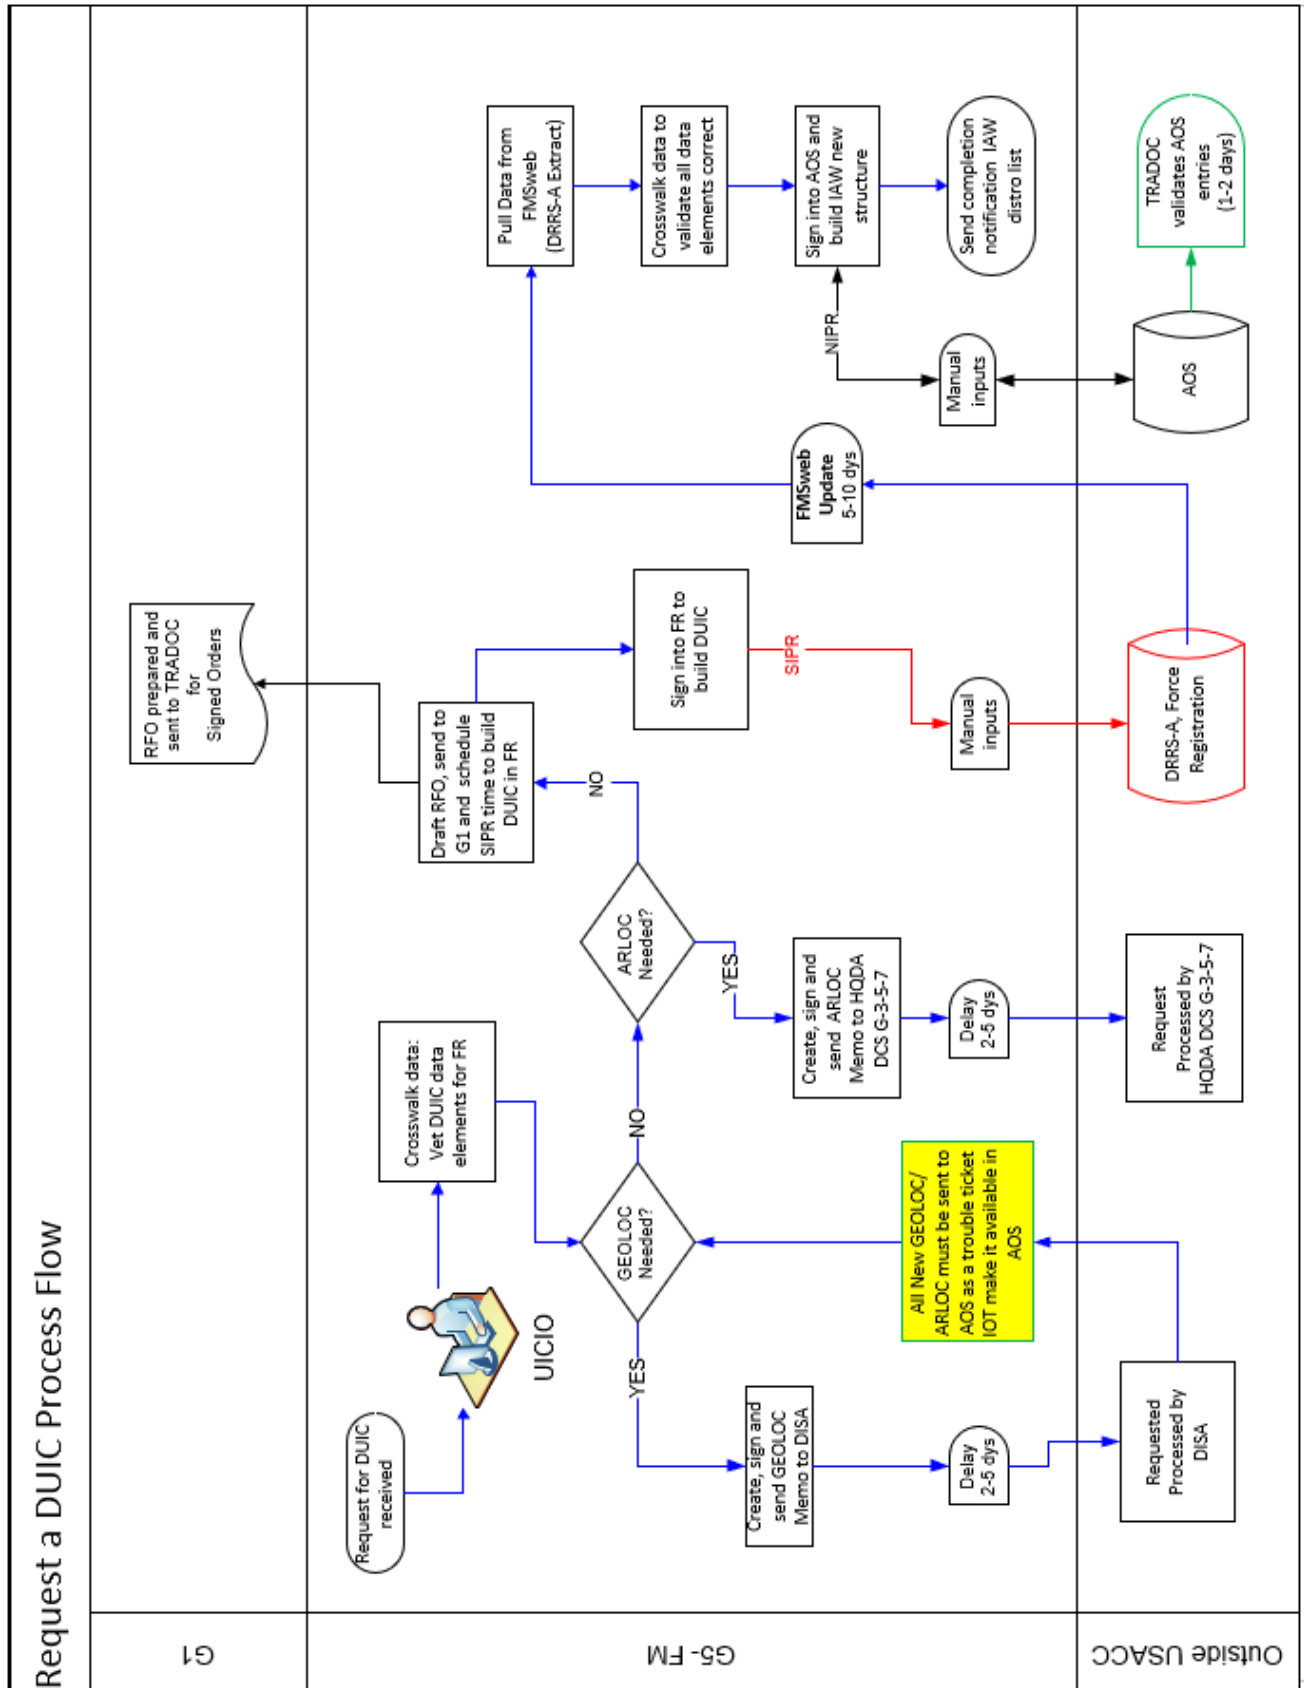 Request a DUIC Process Flow
G1
RFO prepared and
sent to TRADOC
for
Signed Orders
G5- FM
Request for DUIC
received
UICIO
Crosswalk data:
Vet DUIC data
elements for FR
GEOLOC
Needed?
YES
NO
Create, sign and
send GEOLOC
Memo to DISA
Delay
2-5 dys
All New GEOLOC/
ARLOC must be sent to
AOS as a trouble ticket
IOT make it available in
AOS
ARLOC
Needed?
YES
NO
Create, sign and
send ARLOC
Memo to HQDA
DCS G-3-5-7
Delay
2-5 dys
Draft RFO, send to
G1 and schedule
SIPR time to build
DUIC in FR
Sign into FR to
build DUIC
SIPR
Manual
inputs
FMSweb
Update
5-10 dys
Pull Data from
FMSweb
(DRRS-A Extract)
Crosswalk data to
validate all data
elements correct
Sign into AOS and
build IAW new
structure
Send completion
notification IAW
distro list
NIPR
Manual
inputs
Outside USACC
Requested
Processed by
DISA
Request
Processed by
HQDA DCS G-3-5-7
DRRS-A, Force
Registration
AOS
TRADOC
validates AOS
entries
(1-2 days)